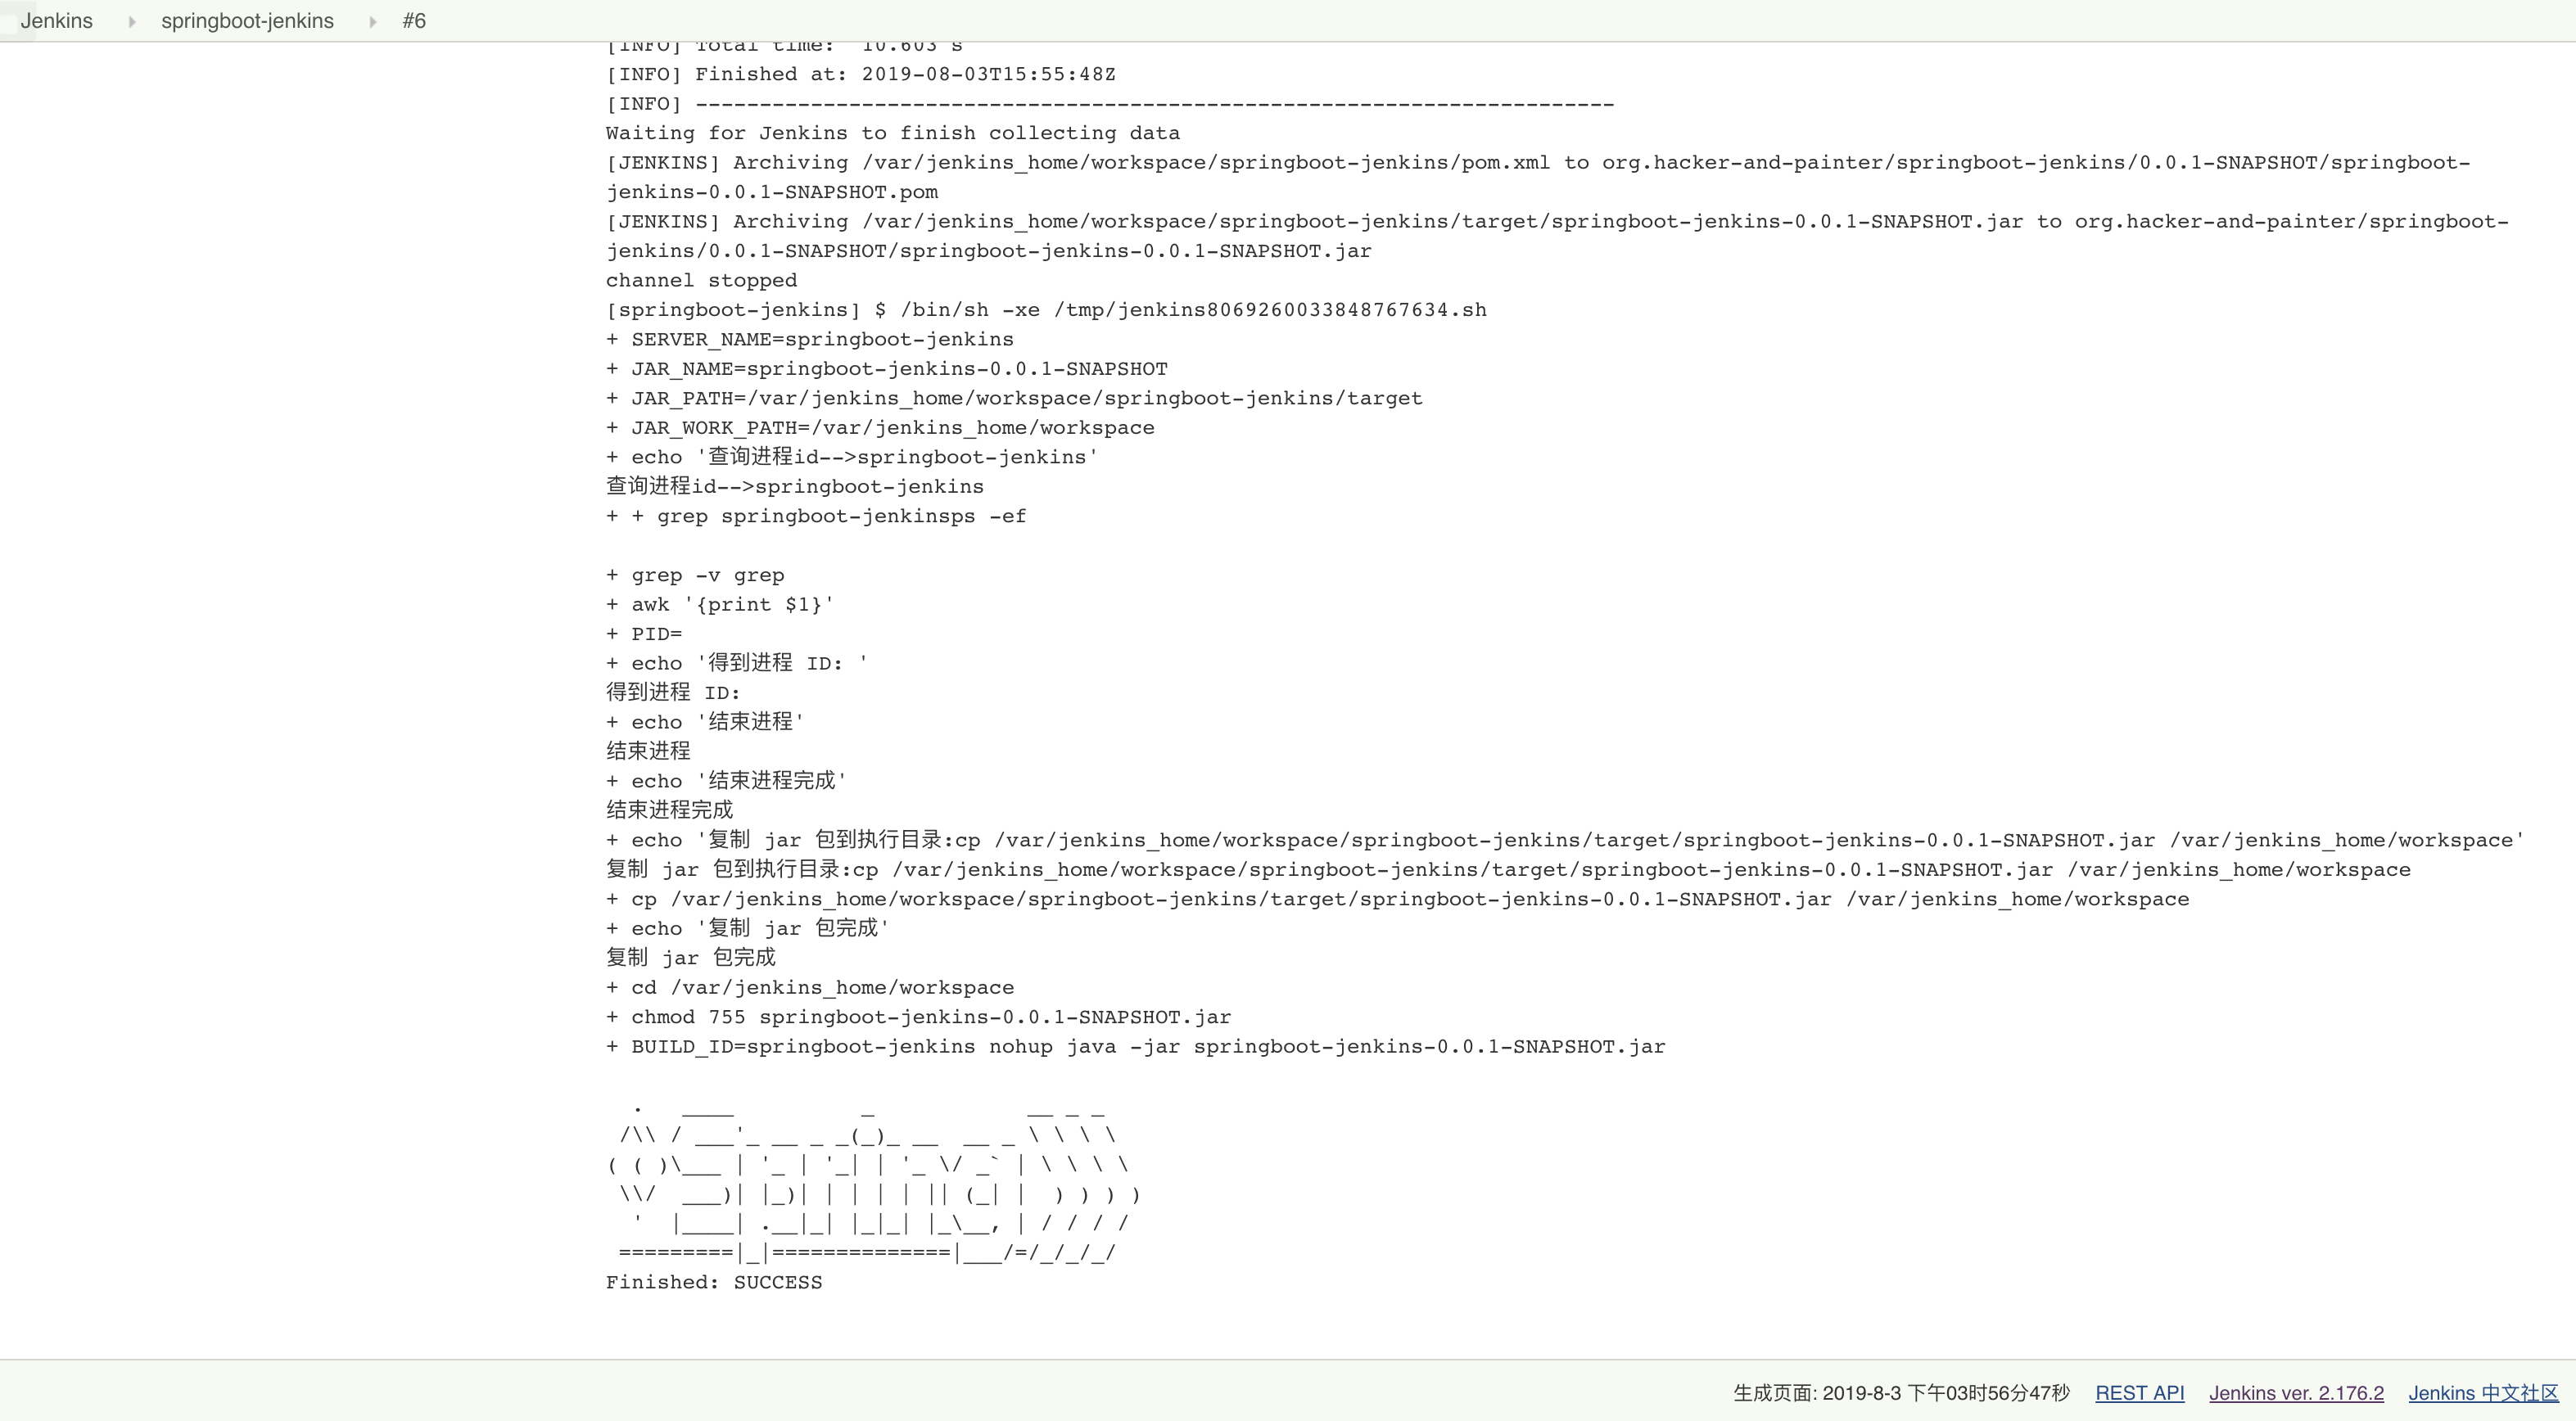 Jenkins springboot-jenkins #6
[INFO] Total time:  10.603 s
[INFO] Finished at: 2019-08-03T15:55:48Z
[INFO] ------------------------------------------------------------------------
Waiting for Jenkins to finish collecting data
[JENKINS] Archiving /var/jenkins_home/workspace/springboot-jenkins/pom.xml to org.hacker-and-painter/springboot-jenkins/0.0.1-SNAPSHOT/springboot-
jenkins-0.0.1-SNAPSHOT.pom
[JENKINS] Archiving /var/jenkins_home/workspace/springboot-jenkins/target/springboot-jenkins-0.0.1-SNAPSHOT.jar to org.hacker-and-painter/springboot-
jenkins/0.0.1-SNAPSHOT/springboot-jenkins-0.0.1-SNAPSHOT.jar
channel stopped
[springboot-jenkins] $ /bin/sh -xe /tmp/jenkins8069260033848767634.sh
+ SERVER_NAME=springboot-jenkins
+ JAR_NAME=springboot-jenkins-0.0.1-SNAPSHOT
+ JAR_PATH=/var/jenkins_home/workspace/springboot-jenkins/target
+ JAR_WORK_PATH=/var/jenkins_home/workspace
+ echo '查询进程id-->springboot-jenkins'
查询进程id-->springboot-jenkins
+ + grep springboot-jenkinsps -ef
+ grep -v grep
+ awk '{print $1}'
+ PID=
+ echo '得到进程 ID: '
得到进程 ID:
+ echo '结束进程'
结束进程
+ echo '结束进程完成'
结束进程完成
+ echo '复制 jar 包到执行目录:cp /var/jenkins_home/workspace/springboot-jenkins/target/springboot-jenkins-0.0.1-SNAPSHOT.jar /var/jenkins_home/workspace'
复制 jar 包到执行目录:cp /var/jenkins_home/workspace/springboot-jenkins/target/springboot-jenkins-0.0.1-SNAPSHOT.jar /var/jenkins_home/workspace
+ cp /var/jenkins_home/workspace/springboot-jenkins/target/springboot-jenkins-0.0.1-SNAPSHOT.jar /var/jenkins_home/workspace
+ echo '复制 jar 包完成'
复制 jar 包完成
+ cd /var/jenkins_home/workspace
+ chmod 755 springboot-jenkins-0.0.1-SNAPSHOT.jar
+ BUILD_ID=springboot-jenkins nohup java -jar springboot-jenkins-0.0.1-SNAPSHOT.jar
  .   ____          _            __ _ _
 /\\ / ___'_ __ _ _(_)_ __  __ _ \ \ \ \
( ( )\___ | '_ | '_| | '_ \/ _` | \ \ \ \
 \\/  ___)| |_)| | | | | || (_| |  ) ) ) )
  '  |____| .__|_| |_|_| |_\__, | / / / /
 =========|_|==============|___/=/_/_/_/
Finished: SUCCESS
生成页面: 2019-8-3 下午03时56分47秒 REST API Jenkins ver. 2.176.2 Jenkins 中文社区